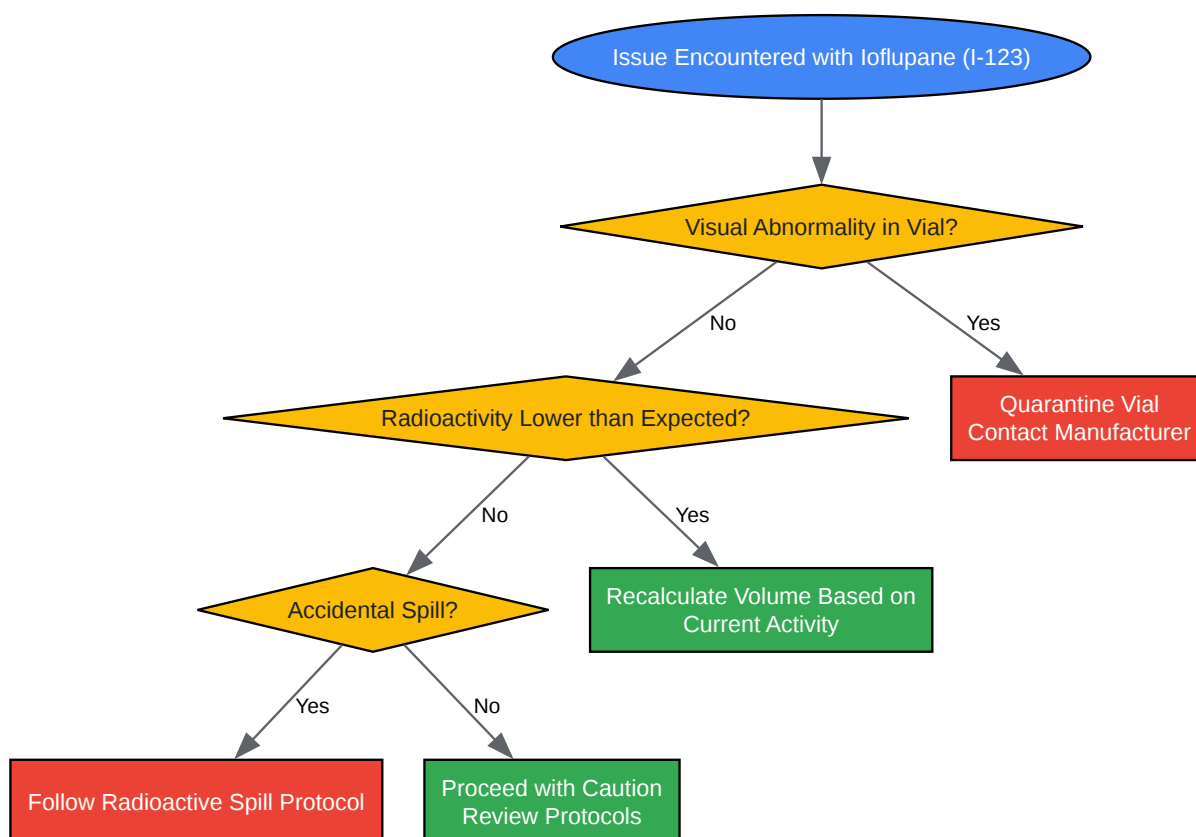 Issue Encountered with Ioflupane (I-123)
Visual Abnormality in Vial?
No
Yes
Radioactivity Lower than Expected?
Quarantine Vial
Contact Manufacturer
No
Yes
Accidental Spill?
Recalculate Volume Based on
Current Activity
Yes
No
Follow Radioactive Spill Protocol
Proceed with Caution
Review Protocols